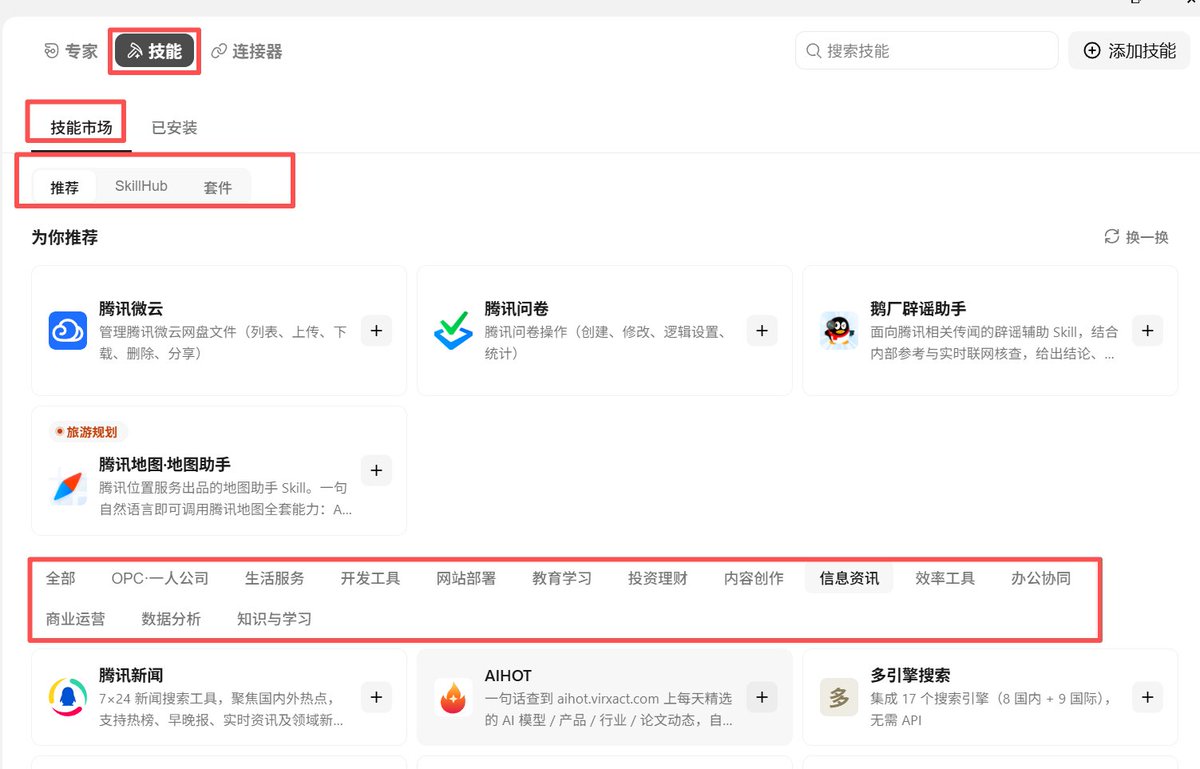 专家 技能 连接器 搜索技能 添加技能
技能市场 已安装
推荐 SkillHub 套件
为你推荐 换一换
腾讯微云
管理腾讯微云网盘文件（列表、上传、下
载、删除、分享）
腾讯问卷
腾讯问卷操作（创建、修改、逻辑设置、
统计）
鹅厂辟谣助手
面向腾讯相关传闻的辟谣辅助 Skill，结合
内部参考与实时联网核查，给出结论、...
旅游规划
腾讯地图·地图助手
腾讯位置服务出品的地图助手 Skill。一句
自然语言即可调用腾讯地图全套能力：A...
全部 OPC·一人公司 生活服务 开发工具 网站部署 教育学习 投资理财 内容创作 信息资讯 效率工具 办公协同
商业运营 数据分析 知识与学习
腾讯新闻
7×24 新闻搜索工具，聚焦国内外热点，
支持热榜、早晚报、实时资讯及领域新...
AIHOT
一句话查到 aihot.virxact.com 上每天精选
的 AI 模型 / 产品 / 行业 / 论文动态，自...
多
多引擎搜索
集成 17 个搜索引擎（8 国内 + 9 国际），
无需 API